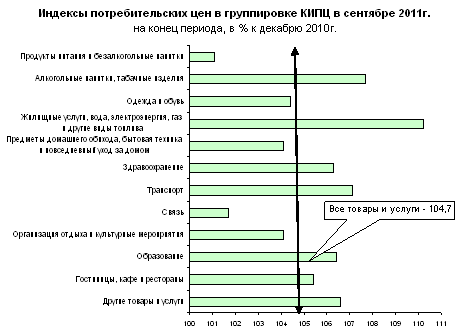 Индексы потребительских цен в группировке КИПЦ в сентябре 2011г.
на конец периода, в % к декабрю 2010г.
Продукты питания и безалкогольные напитки
Алкогольные напитки, табачные изделия
Одежда и обувь
Жилищные услуги, вода, электроэнергия, газ
и другие виды топлива
Предметы домашнего обихода, бытовая техника
и повседневный уход за домом
Здравоохранение
Транспорт
Связь
Организация отдыха и культурные мероприятия
Образование
Гостиницы, кафе и рестораны
Другие товары и услуги
Все товары и услуги - 104,7
100 101 102 103 104 105 106 107 108 109 110 111